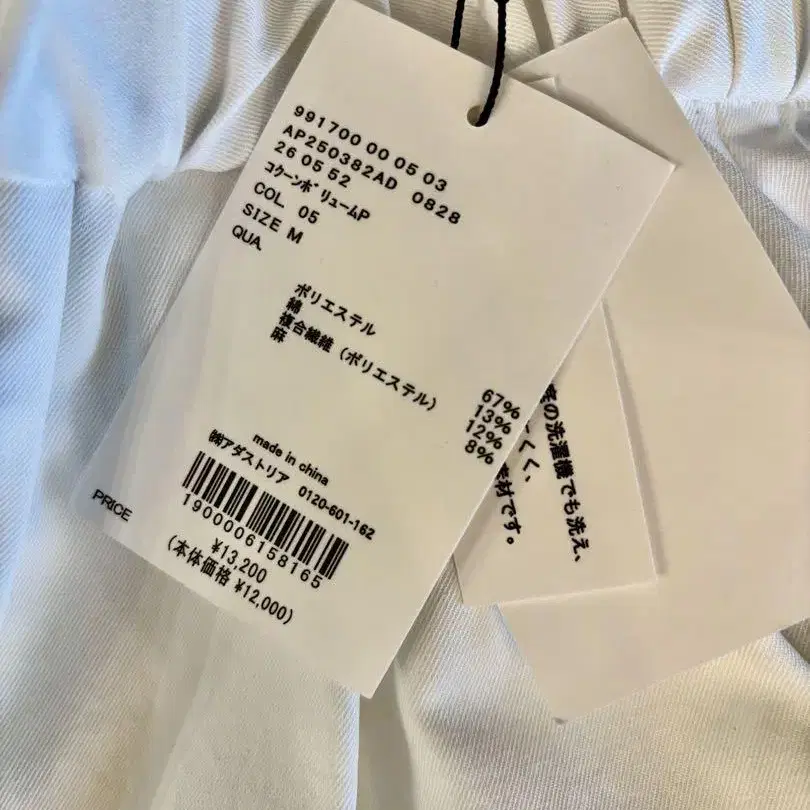 991700 00 05 03
AP250382AD 0828
26 05 52
コクーンボリュームP
COL. 05
SIZE M
QUA.
ポリエステル 67%
綿 13%
複合繊維(ポリエステル) 12%
麻 8%
made in china
㈱アダストリア 0120-601-162
1900006158165
PRICE
¥13,200
(本体価格 ¥12,000)
の洗濯機でも洗え、
くく、
素材です。